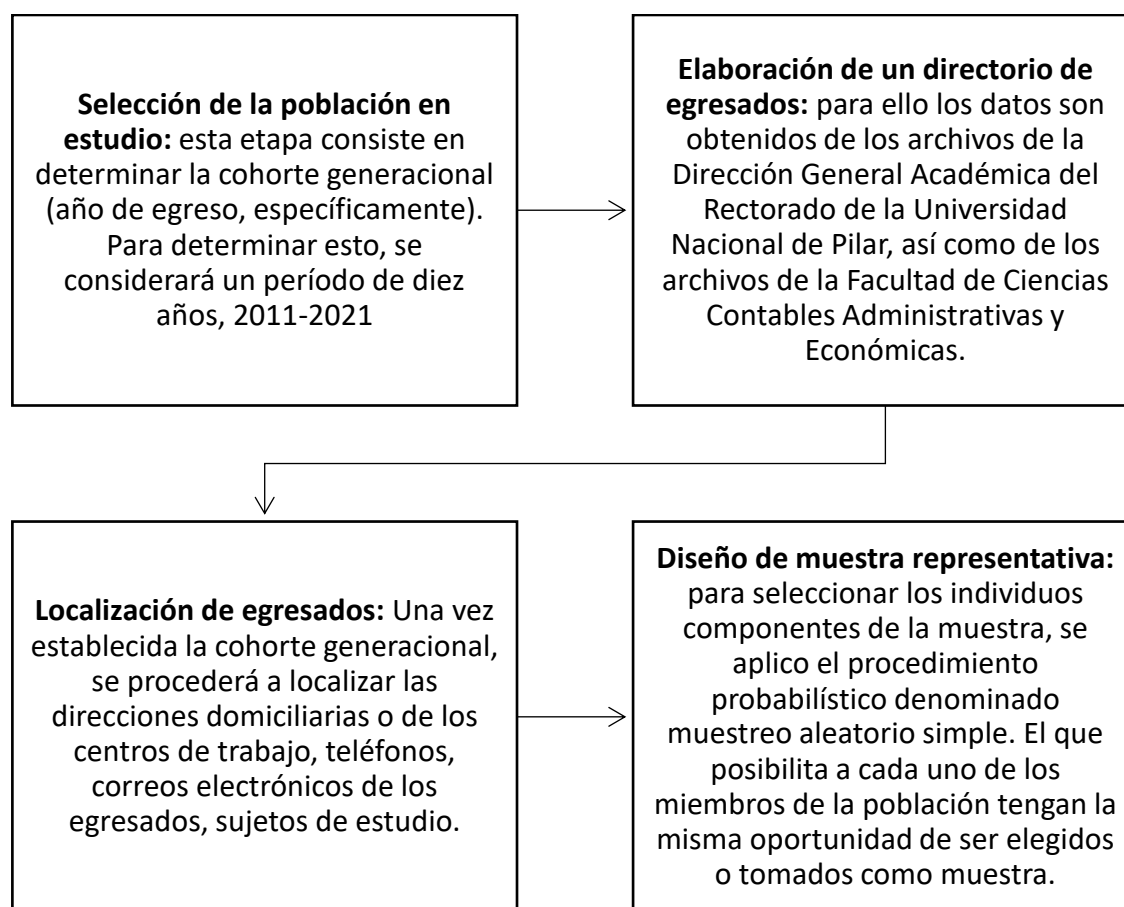 Selección de la población en
estudio: esta etapa consiste en
determinar la cohorte generacional
(año de egreso, específicamente).
Para determinar esto, se
considerará un período de diez
años, 2011-2021
Elaboración de un directorio de
egresados: para ello los datos son
obtenidos de los archivos de la
Dirección General Académica del
Rectorado de la Universidad
Nacional de Pilar, así como de los
archivos de la Facultad de Ciencias
Contables Administrativas y
Económicas.
Localización de egresados: Una vez
establecida la cohorte generacional,
se procederá a localizar las
direcciones domiciliarias o de los
centros de trabajo, teléfonos,
correos electrónicos de los
egresados, sujetos de estudio.
Diseño de muestra representativa:
para seleccionar los individuos
componentes de la muestra, se
aplico el procedimiento
probabilístico denominado
muestreo aleatorio simple. El que
posibilita a cada uno de los
miembros de la población tengan la
misma oportunidad de ser elegidos
o tomados como muestra.